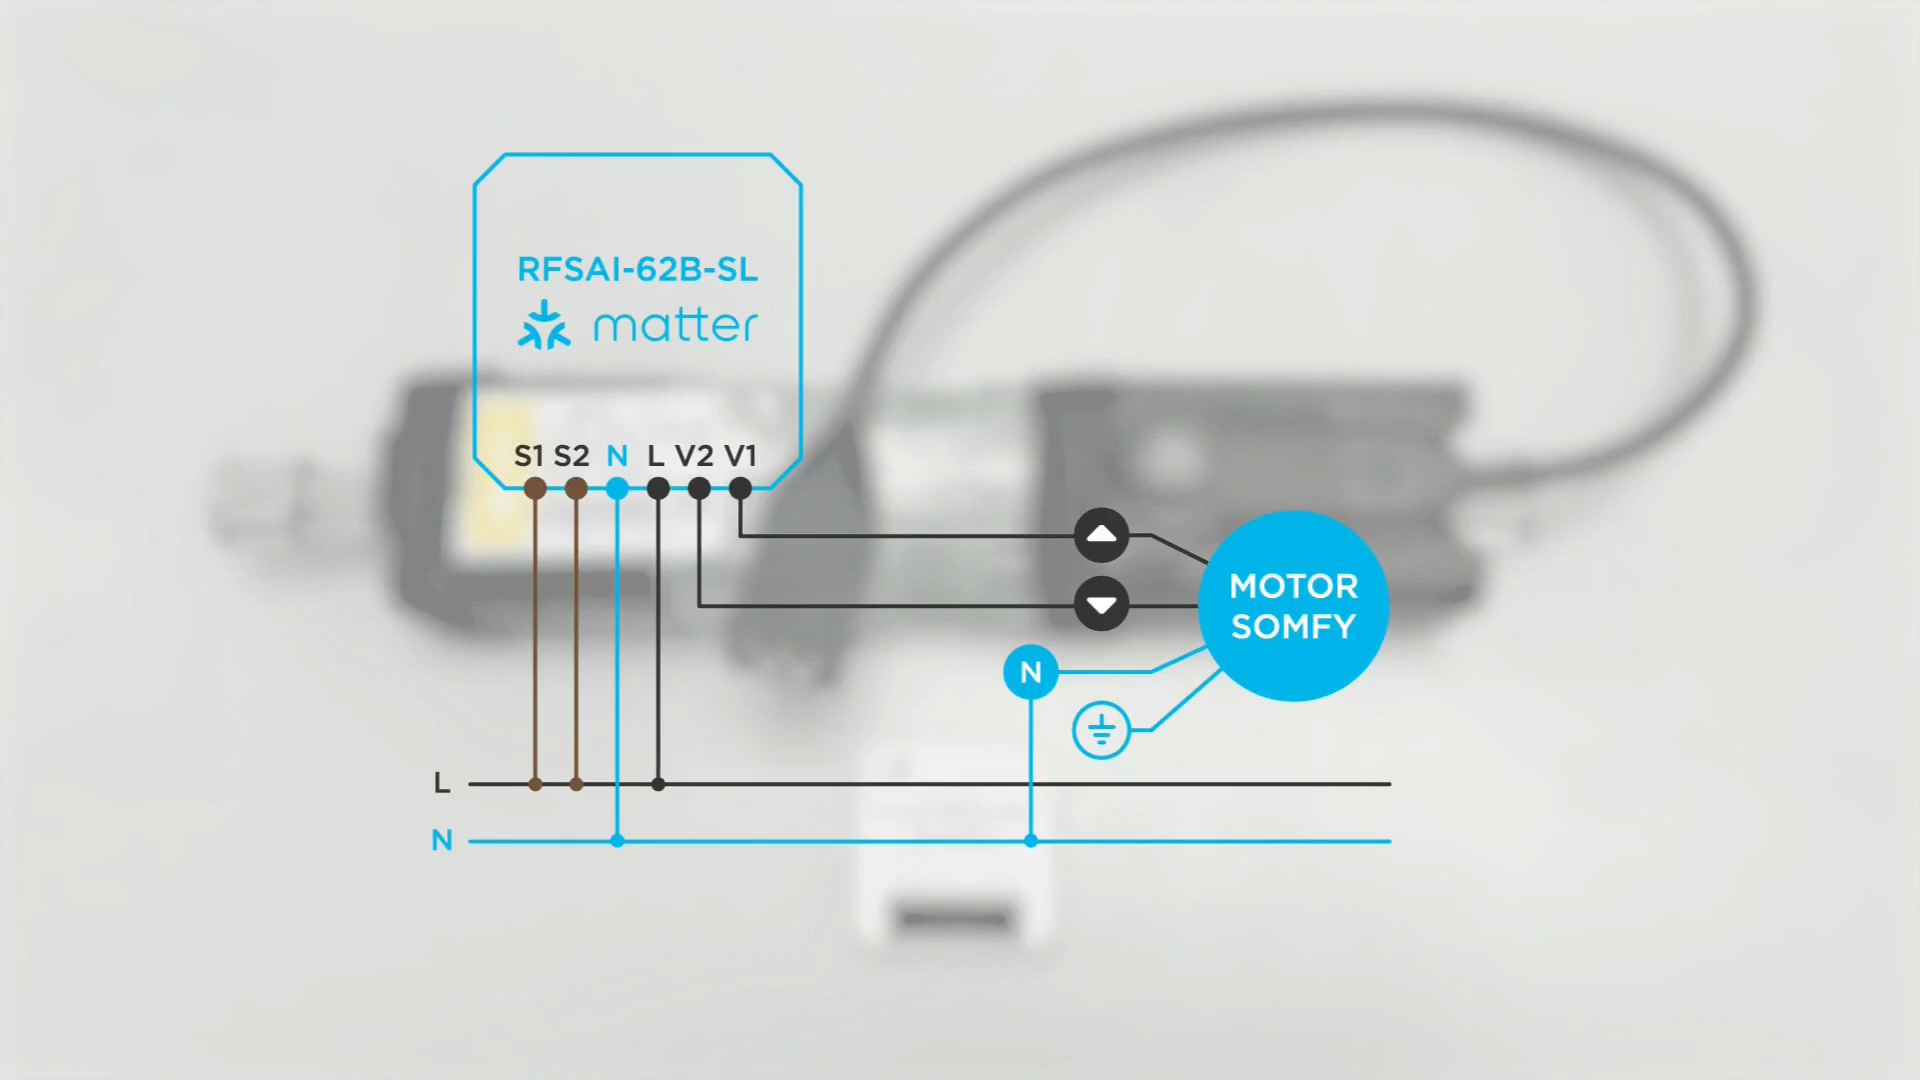 RFSAI-62B-SL
matter
S1 S2 N L V2 V1
MOTOR
SOMFY
N
L
N